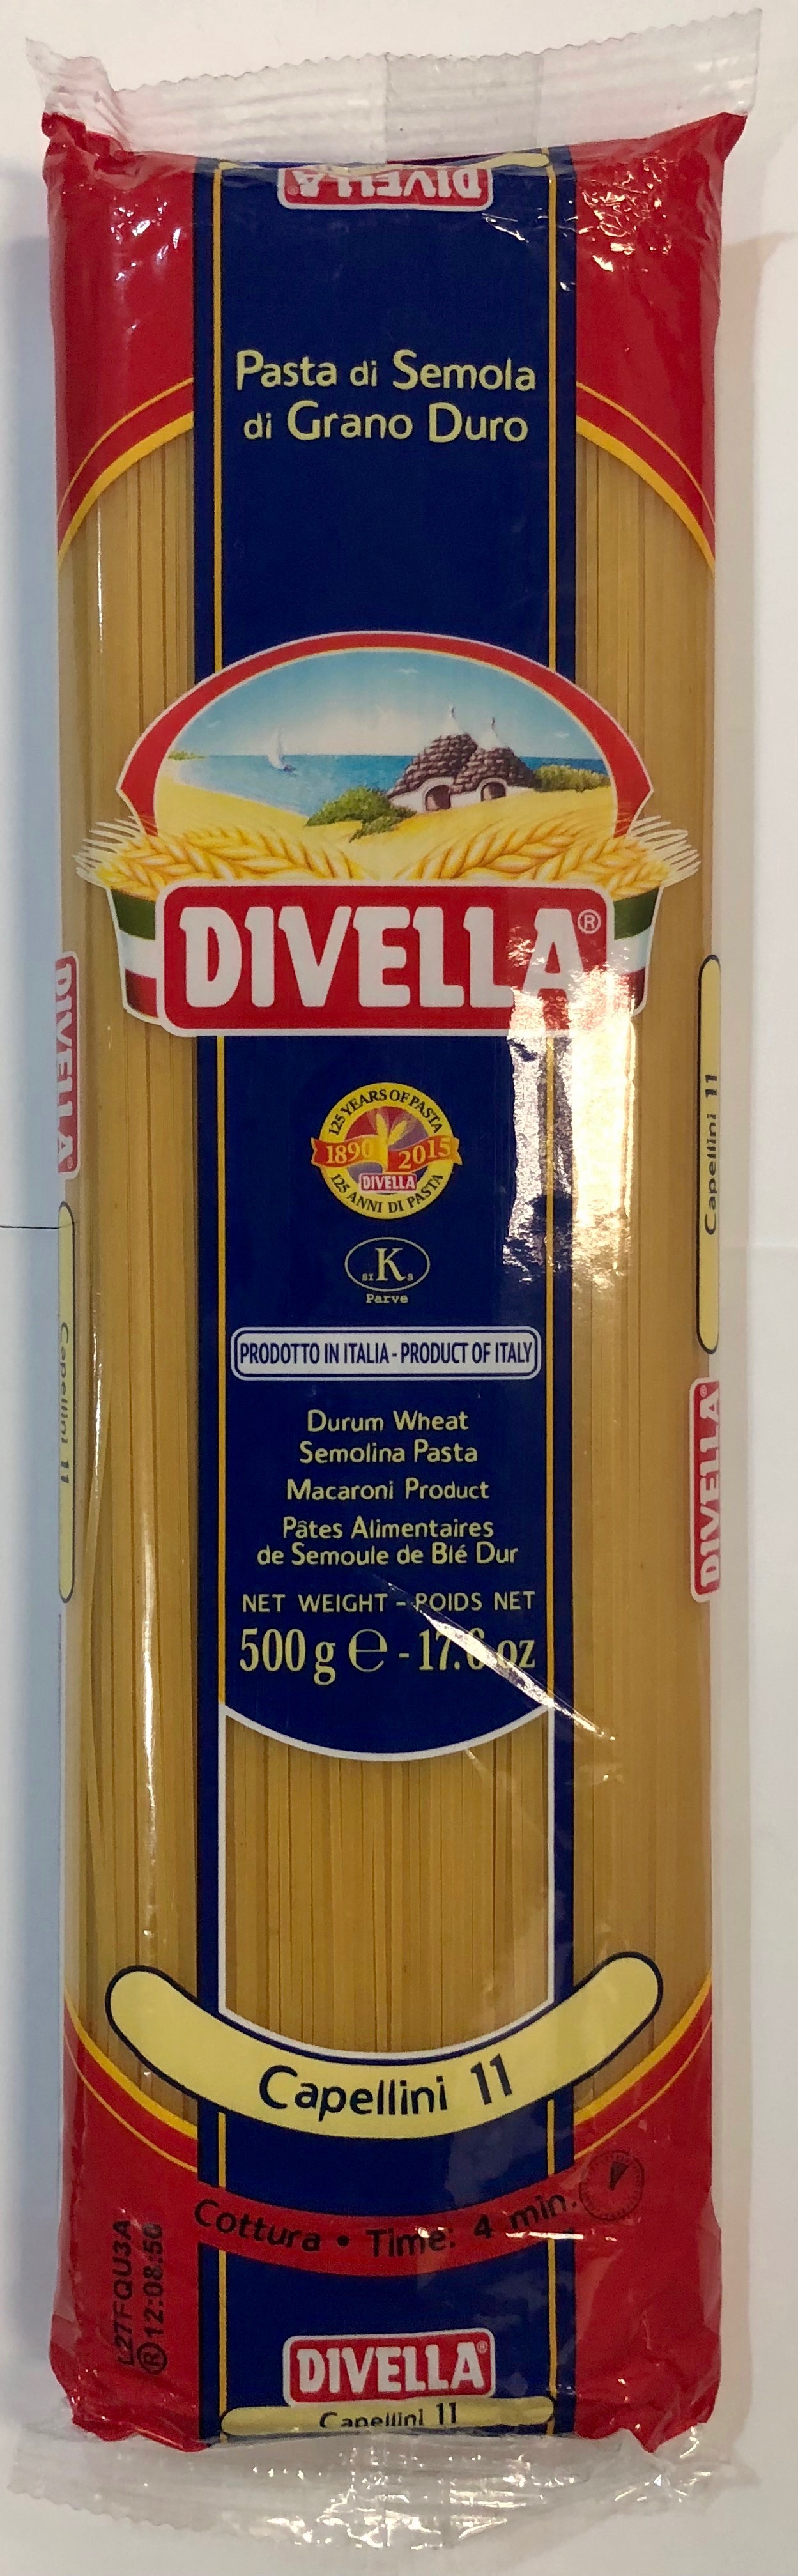 DIVELLA®
Pasta di Semola
di Grano Duro
DIVELLA®
DIVELLA®
Capellini 11
125 YEARS OF PASTA
1890 2015
DIVELLA
125 ANNI DI PASTA
K
Parve
PRODOTTO IN ITALIA - PRODUCT OF ITALY
Durum Wheat
Semolina Pasta
Macaroni Product
Pâtes Alimentaires
de Semoule de Blé Dur
NET WEIGHT - POIDS NET
500 g ℮ - 17.6 oz
Capellini 11
DIVELLA®
Capellini 11
Cottura • Time: 4 min.
L27FQU3A
®12:08:50
DIVELLA®
Capellini 11